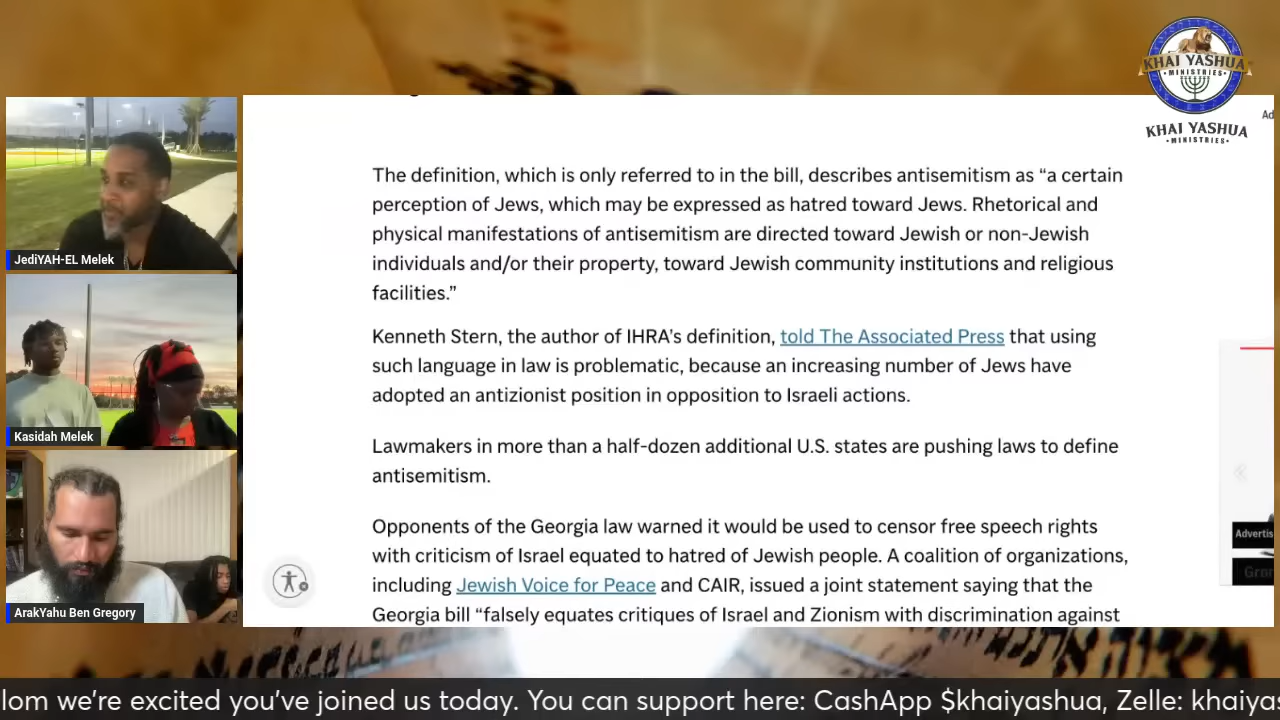 KHAI YASHUA
MINISTRIES
KHAI YASHUA
MINISTRIES
Ad
The definition, which is only referred to in the bill, describes antisemitism as “a certain
perception of Jews, which may be expressed as hatred toward Jews. Rhetorical and
physical manifestations of antisemitism are directed toward Jewish or non-Jewish
individuals and/or their property, toward Jewish community institutions and religious
facilities.”
Kenneth Stern, the author of IHRA’s definition, told The Associated Press that using
such language in law is problematic, because an increasing number of Jews have
adopted an antizionist position in opposition to Israeli actions.
Lawmakers in more than a half-dozen additional U.S. states are pushing laws to define
antisemitism.
Opponents of the Georgia law warned it would be used to censor free speech rights
with criticism of Israel equated to hatred of Jewish people. A coalition of organizations,
including Jewish Voice for Peace and CAIR, issued a joint statement saying that the
Georgia bill “falsely equates critiques of Israel and Zionism with discrimination against
JediYAH-EL Melek
Kasidah Melek
ArakYahu Ben Gregory
Advertis
Gro
lom we’re excited you’ve joined us today. You can support here: CashApp $khaiyashua, Zelle: khaiyas